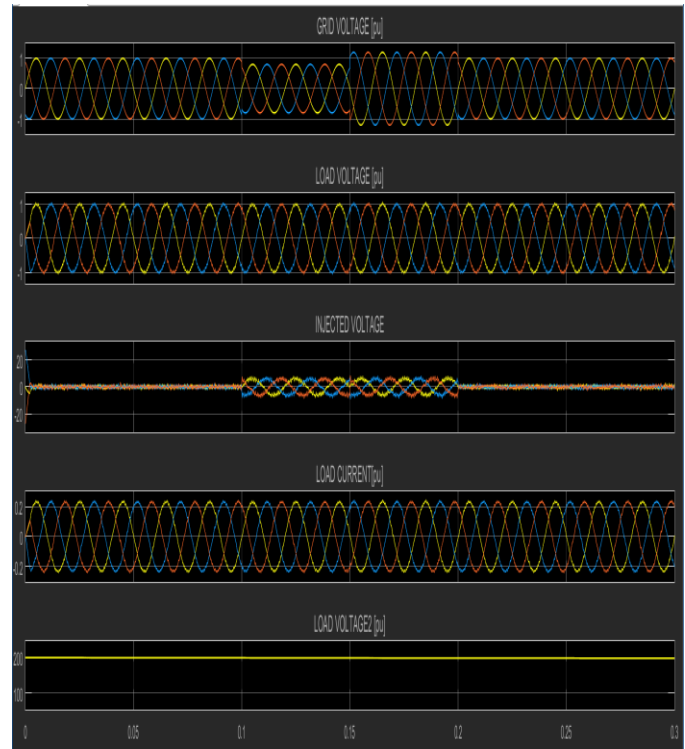 GRID VOLTAGE [pu]
1
0
-1
LOAD VOLTAGE [pu]
1
0
-1
INJECTED VOLTAGE
20
0
-20
LOAD CURRENT[pu]
0.2
0
-0.2
LOAD VOLTAGE2 [pu]
200
100
0 0.05 0.1 0.15 0.2 0.25 0.3